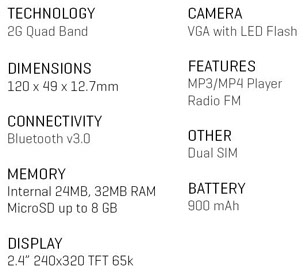 TECHNOLOGY
2G Quad Band
DIMENSIONS
120 x 49 x 12.7mm
CONNECTIVITY
Bluetooth v3.0
MEMORY
Internal 24MB, 32MB RAM
MicroSD up to 8 GB
DISPLAY
2.4” 240x320 TFT 65k
CAMERA
VGA with LED Flash
FEATURES
MP3/MP4 Player
Radio FM
OTHER
Dual SIM
BATTERY
900 mAh